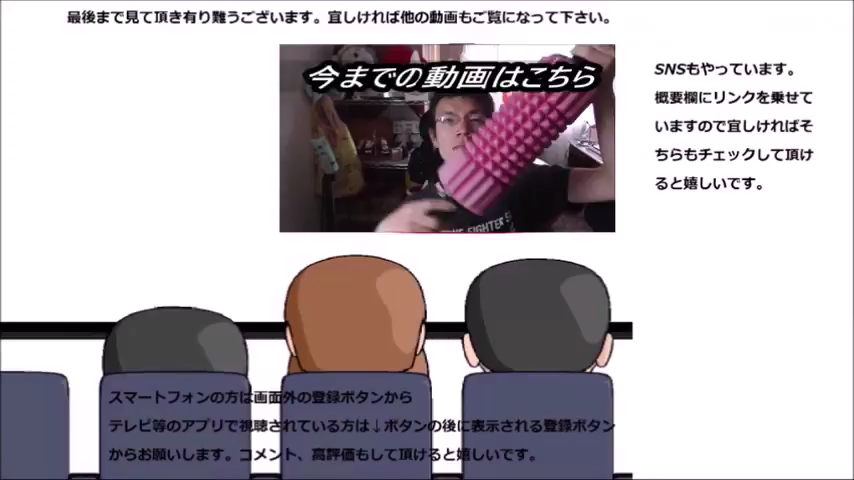 最後まで見て頂き有り難うございます。宜しければ他の動画もご覧になって下さい。
今までの動画はこちら
SNSもやっています。
概要欄にリンクを乗せて
いますので宜しければそ
ちらもチェックして頂け
ると嬉しいです。
スマートフォンの方は画面外の登録ボタンから
テレビ等のアプリで視聴されている方は↓ボタンの後に表示される登録ボタン
からお願いします。コメント、高評価もして頂けると嬉しいです。